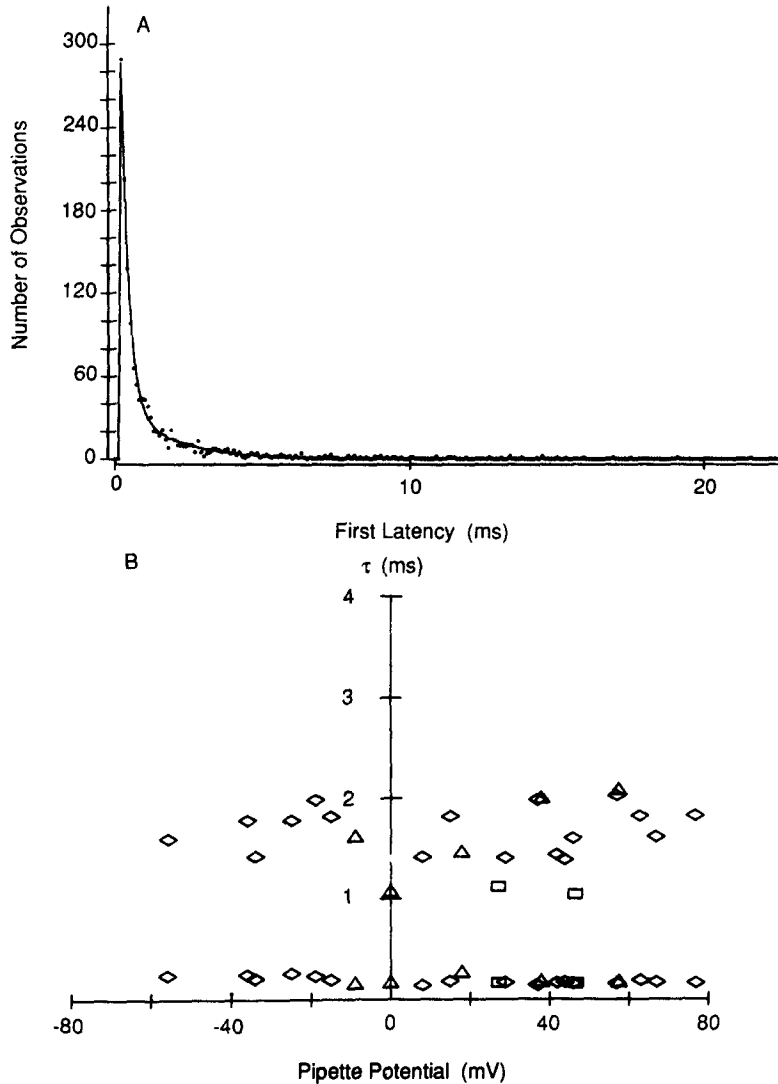 A
300
240
180
120
60
0
Number of Observations
0 10 20
First Latency (ms)
B
τ (ms)
4
3
2
1
-80 -40 0 40 80
Pipette Potential (mV)